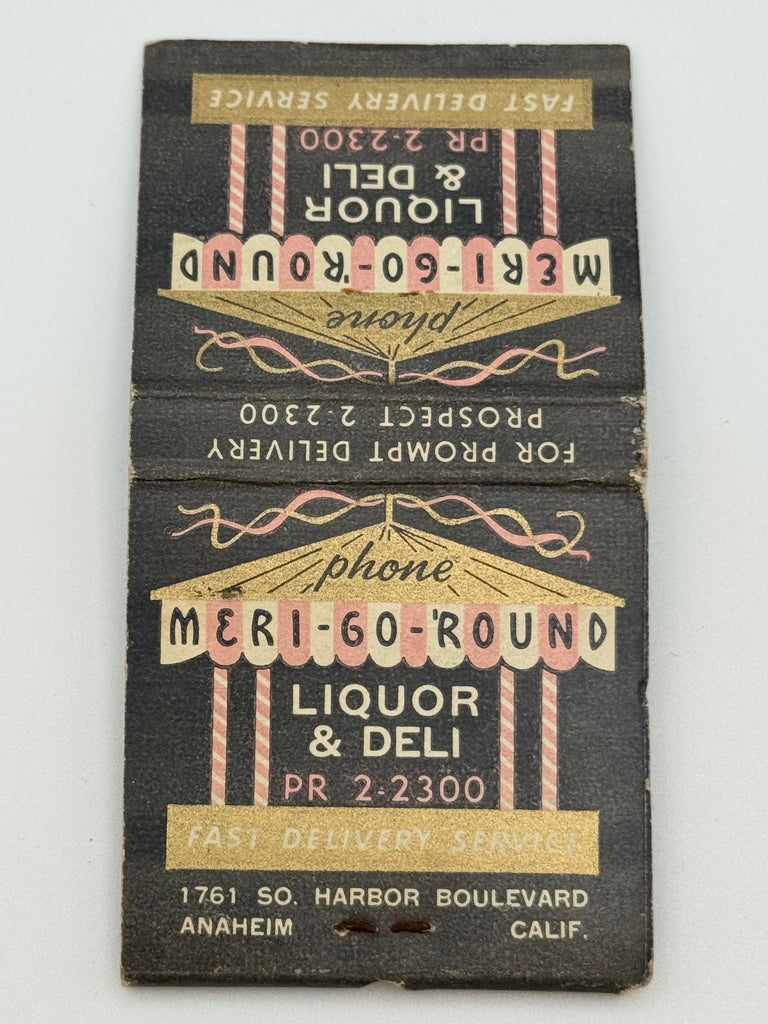 FAST DELIVERY SERVICE
PR 2-2300
LIQUOR
& DELI
MERI-GO-'ROUND
phone
FOR PROMPT DELIVERY
PROSPECT 2-2300
phone
MERI-GO-'ROUND
LIQUOR
& DELI
PR 2-2300
FAST DELIVERY SERVICE
1761 SO. HARBOR BOULEVARD
ANAHEIM CALIF.